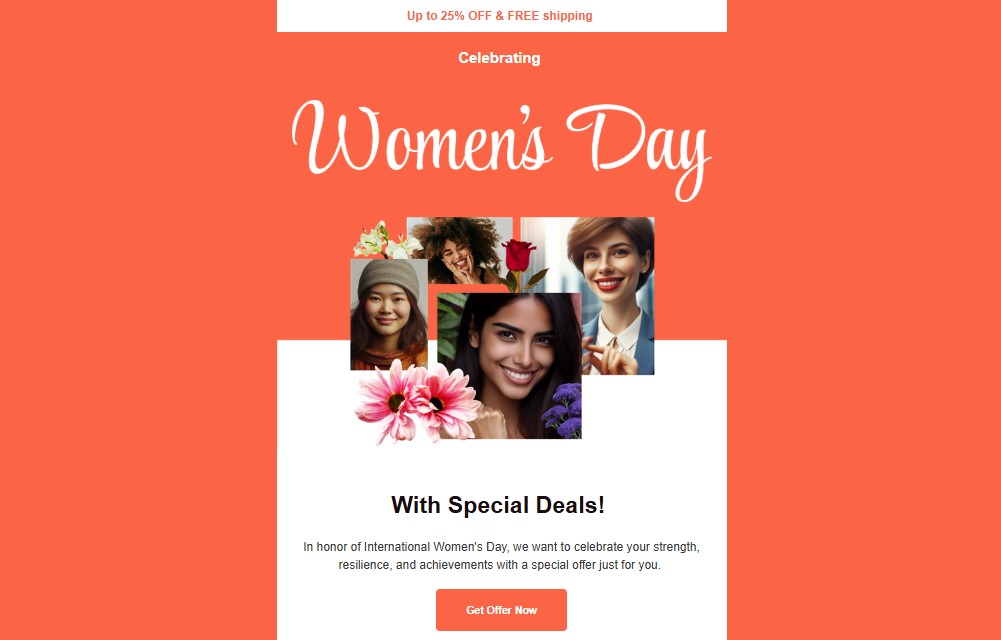 Up to 25% OFF & FREE shipping
Celebrating
Women's Day
With Special Deals!
In honor of International Women's Day, we want to celebrate your strength,
resilience, and achievements with a special offer just for you.
Get Offer Now